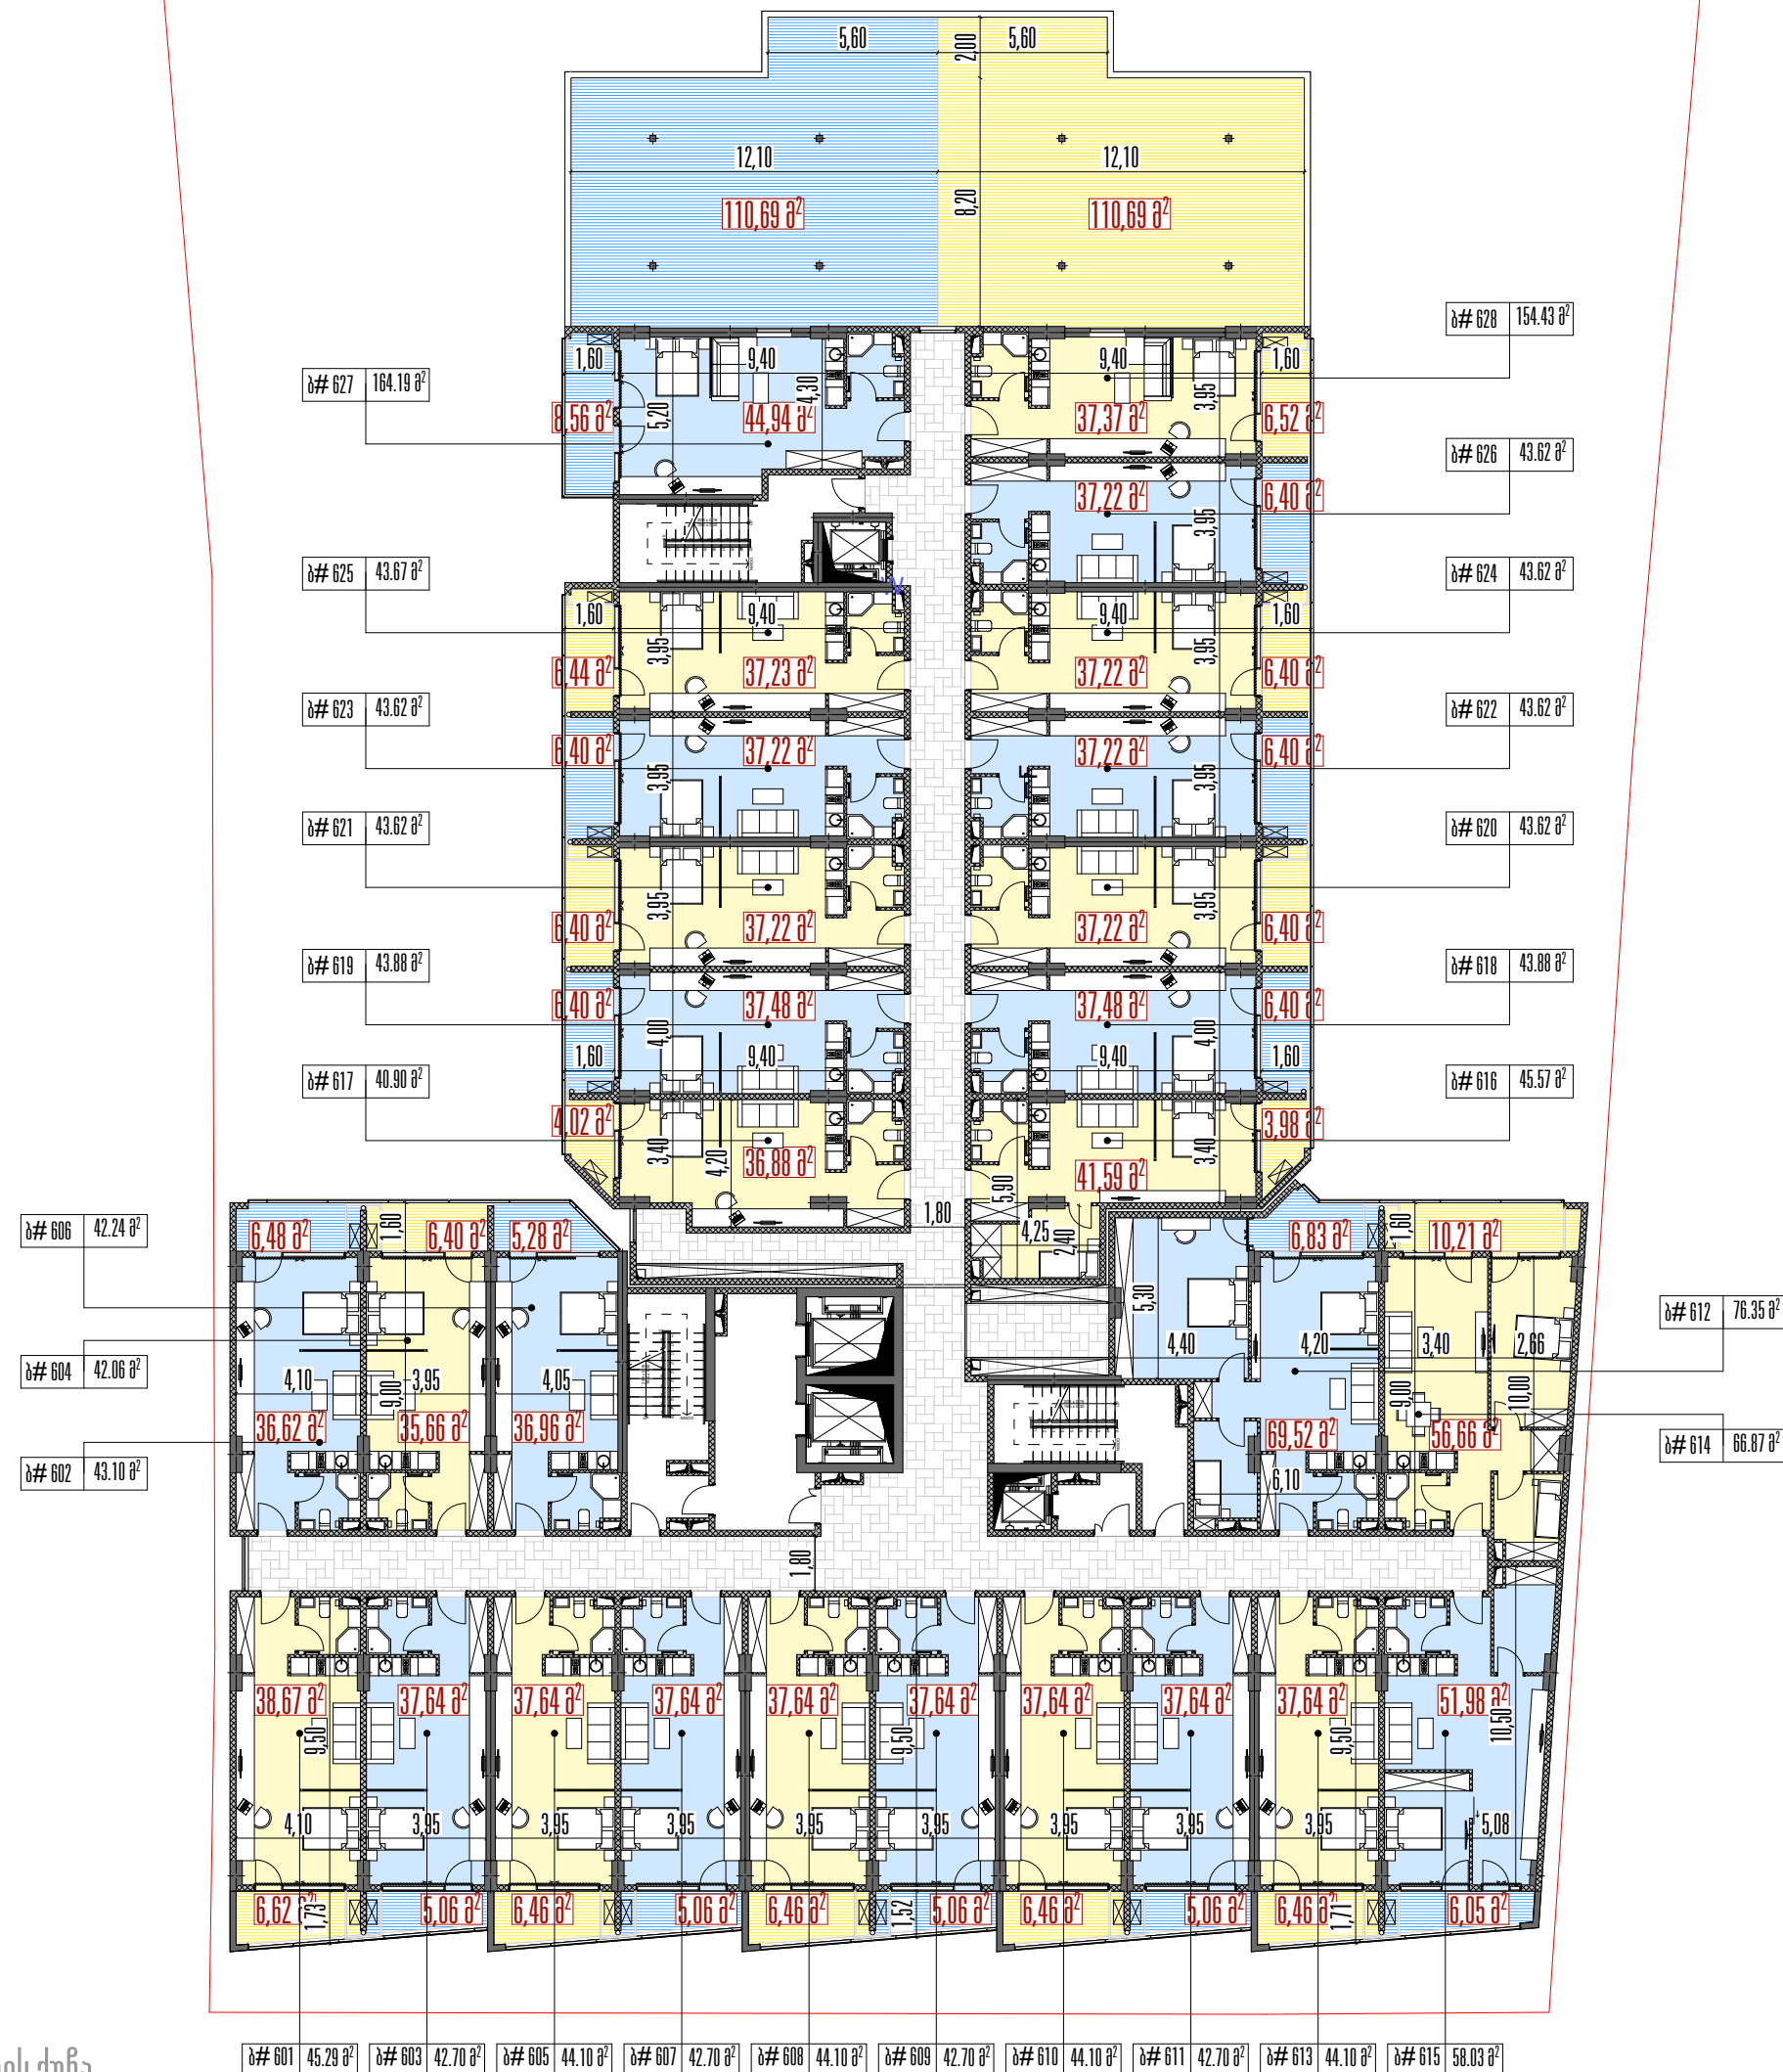 5,60
5,60
2,00
12,10
12,10
8,20
110,69 მ²
110,69 მ²
ბ# 628 154.43 მ²
1,60
9,40
4,30
9,40
3,95
1,60
ბ# 627 164.19 მ²
5,20
8,56 მ²
44,94 მ²
37,37 მ²
6,52 მ²
ბ# 626 43.62 მ²
37,22 მ²
3,95
6,40 მ²
ბ# 625 43.67 მ²
ბ# 624 43.62 მ²
1,60
9,40
9,40
1,60
3,95
3,95
6,44 მ²
37,23 მ²
37,22 მ²
6,40 მ²
ბ# 623 43.62 მ²
ბ# 622 43.62 მ²
6,40 მ²
37,22 მ²
37,22 მ²
6,40 მ²
3,95
3,95
ბ# 621 43.62 მ²
ბ# 620 43.62 მ²
3,95
3,95
6,40 მ²
37,22 მ²
37,22 მ²
6,40 მ²
ბ# 619 43.88 მ²
ბ# 618 43.88 მ²
6,40 მ²
37,48 მ²
37,48 მ²
6,40 მ²
4,00
4,00
1,60
9,40
9,40
1,60
ბ# 617 40.90 მ²
ბ# 616 45.57 მ²
4,02 მ²
3,40
4,20
36,88 მ²
41,59 მ²
3,40
3,98 მ²
5,90
1,80
4,25
2,40
ბ# 606 42.24 მ²
6,48 მ²
1,60
6,40 მ²
5,28 მ²
6,83 მ²
1,60
10,21 მ²
5,30
ბ# 612 76.35 მ²
4,40
4,20
3,40
2,66
ბ# 604 42.06 მ²
4,10
9,00
3,95
4,05
9,00
10,00
36,62 მ²
35,66 მ²
36,96 მ²
69,52 მ²
56,66 მ²
ბ# 614 66.87 მ²
ბ# 602 43.10 მ²
6,10
1,80
38,67 მ²
37,64 მ²
37,64 მ²
37,64 მ²
37,64 მ²
37,64 მ²
37,64 მ²
37,64 მ²
37,64 მ²
51,98 მ²
9,50
9,50
9,50
10,50
4,10
3,95
3,95
3,95
3,95
3,95
3,95
3,95
3,95
5,08
6,62 მ²
1,73
5,06 მ²
6,46 მ²
5,06 მ²
6,46 მ²
1,52
5,06 მ²
6,46 მ²
5,06 მ²
6,46 მ²
1,71
6,05 მ²
ბ# 601 45.29 მ²
ბ# 603 42.70 მ²
ბ# 605 44.10 მ²
ბ# 607 42.70 მ²
ბ# 608 44.10 მ²
ბ# 609 42.70 მ²
ბ# 610 44.10 მ²
ბ# 611 42.70 მ²
ბ# 613 44.10 მ²
ბ# 615 58.03 მ²